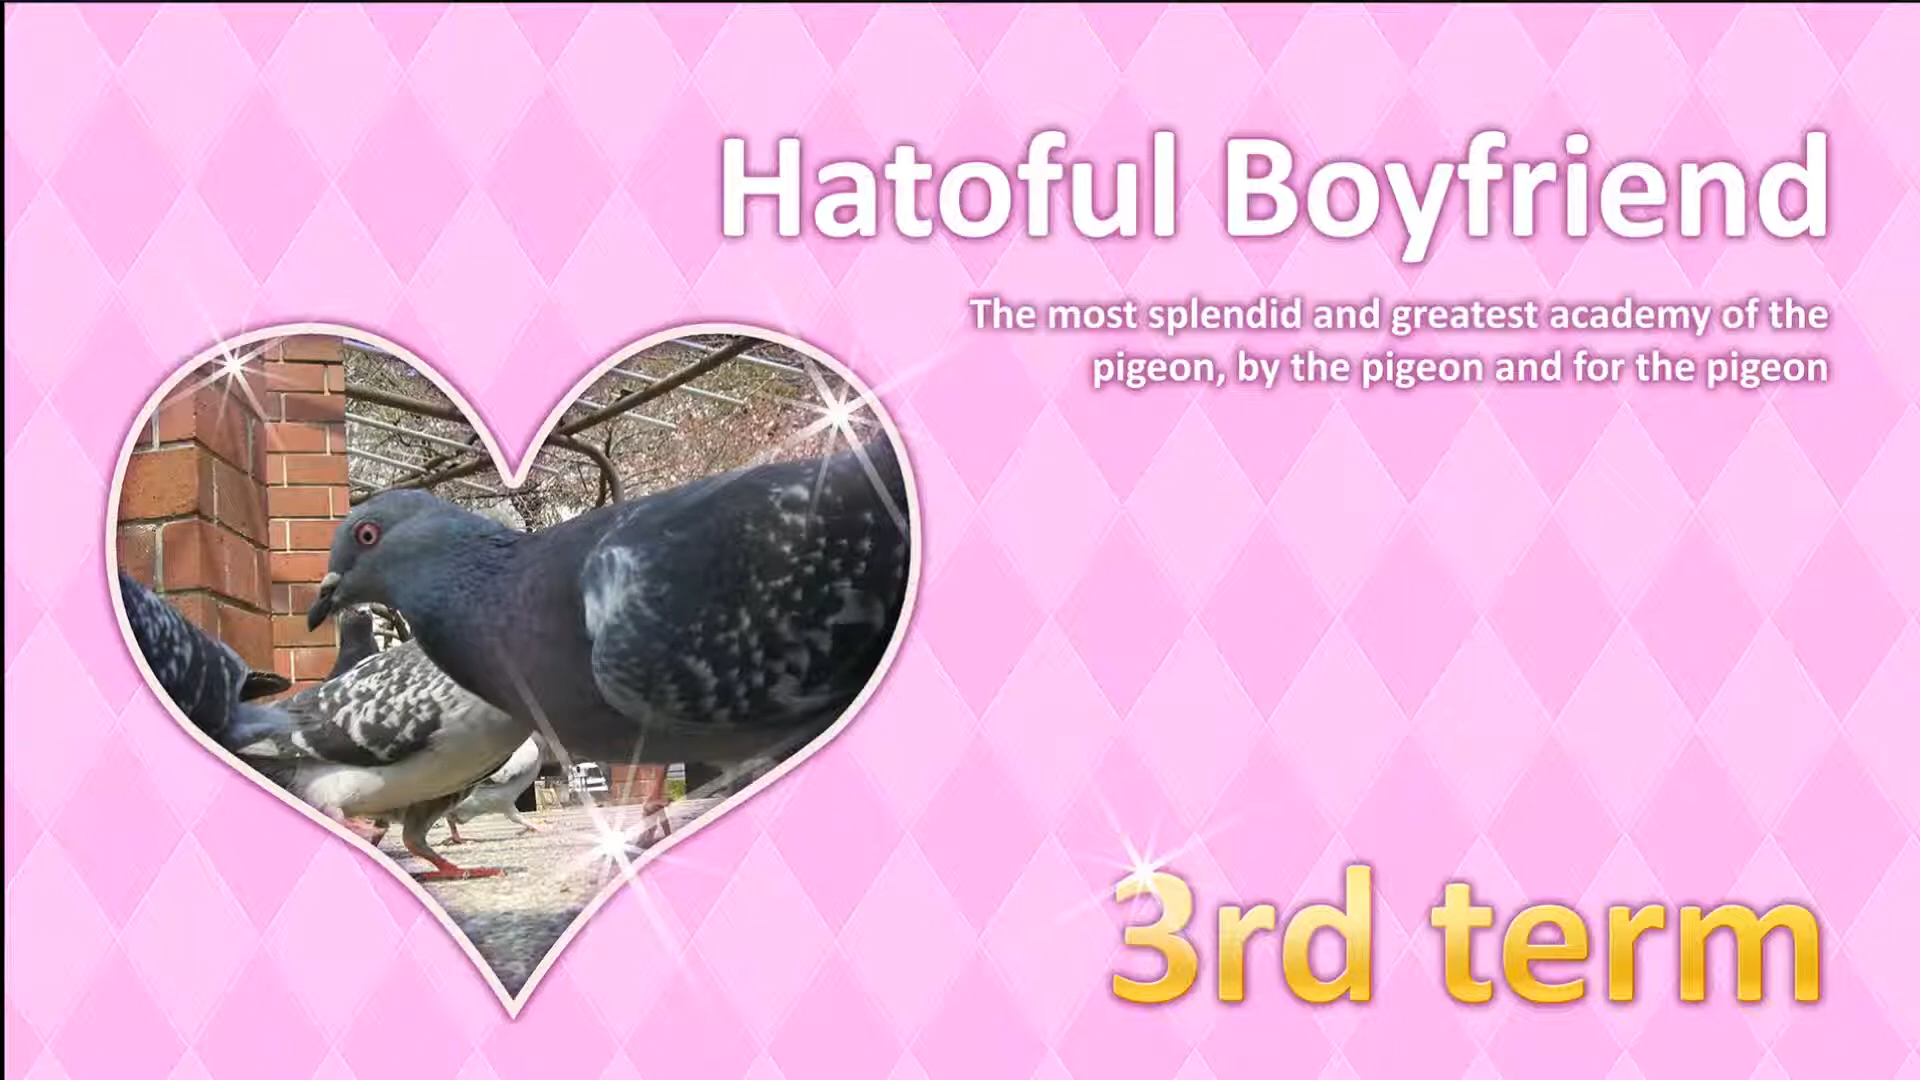 Hatoful Boyfriend
The most splendid and greatest academy of the
pigeon, by the pigeon and for the pigeon
3rd term